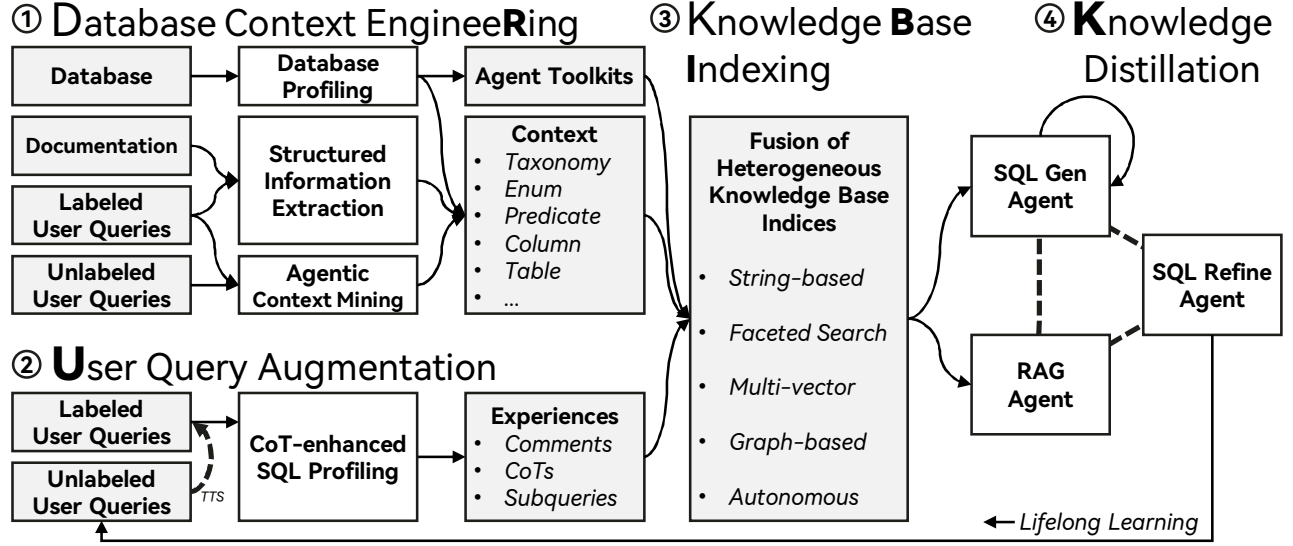 ① Database Context EngineeRing
Database
Database
Profiling
Agent Toolkits
Documentation
Labeled
User Queries
Unlabeled
User Queries
Structured
Information
Extraction
Agentic
Context Mining
Context
• Taxonomy
• Enum
• Predicate
• Column
• Table
• ...
② User Query Augmentation
Labeled
User Queries
Unlabeled
User Queries
TTS
CoT-enhanced
SQL Profiling
Experiences
• Comments
• CoTs
• Subqueries
③ Knowledge Base
Indexing
Fusion of
Heterogeneous
Knowledge Base
Indices
• String-based
• Faceted Search
• Multi-vector
• Graph-based
• Autonomous
④ Knowledge
Distillation
SQL Gen
Agent
SQL Refine
Agent
RAG
Agent
Lifelong Learning